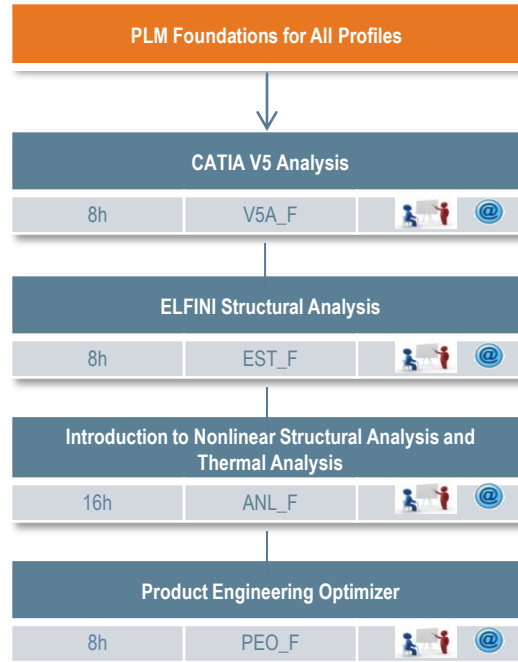 PLM Foundations for All Profiles
CATIA V5 Analysis
8h V5A_F @
ELFINI Structural Analysis
8h EST_F @
Introduction to Nonlinear Structural Analysis and
Thermal Analysis
16h ANL_F @
Product Engineering Optimizer
8h PEO_F @